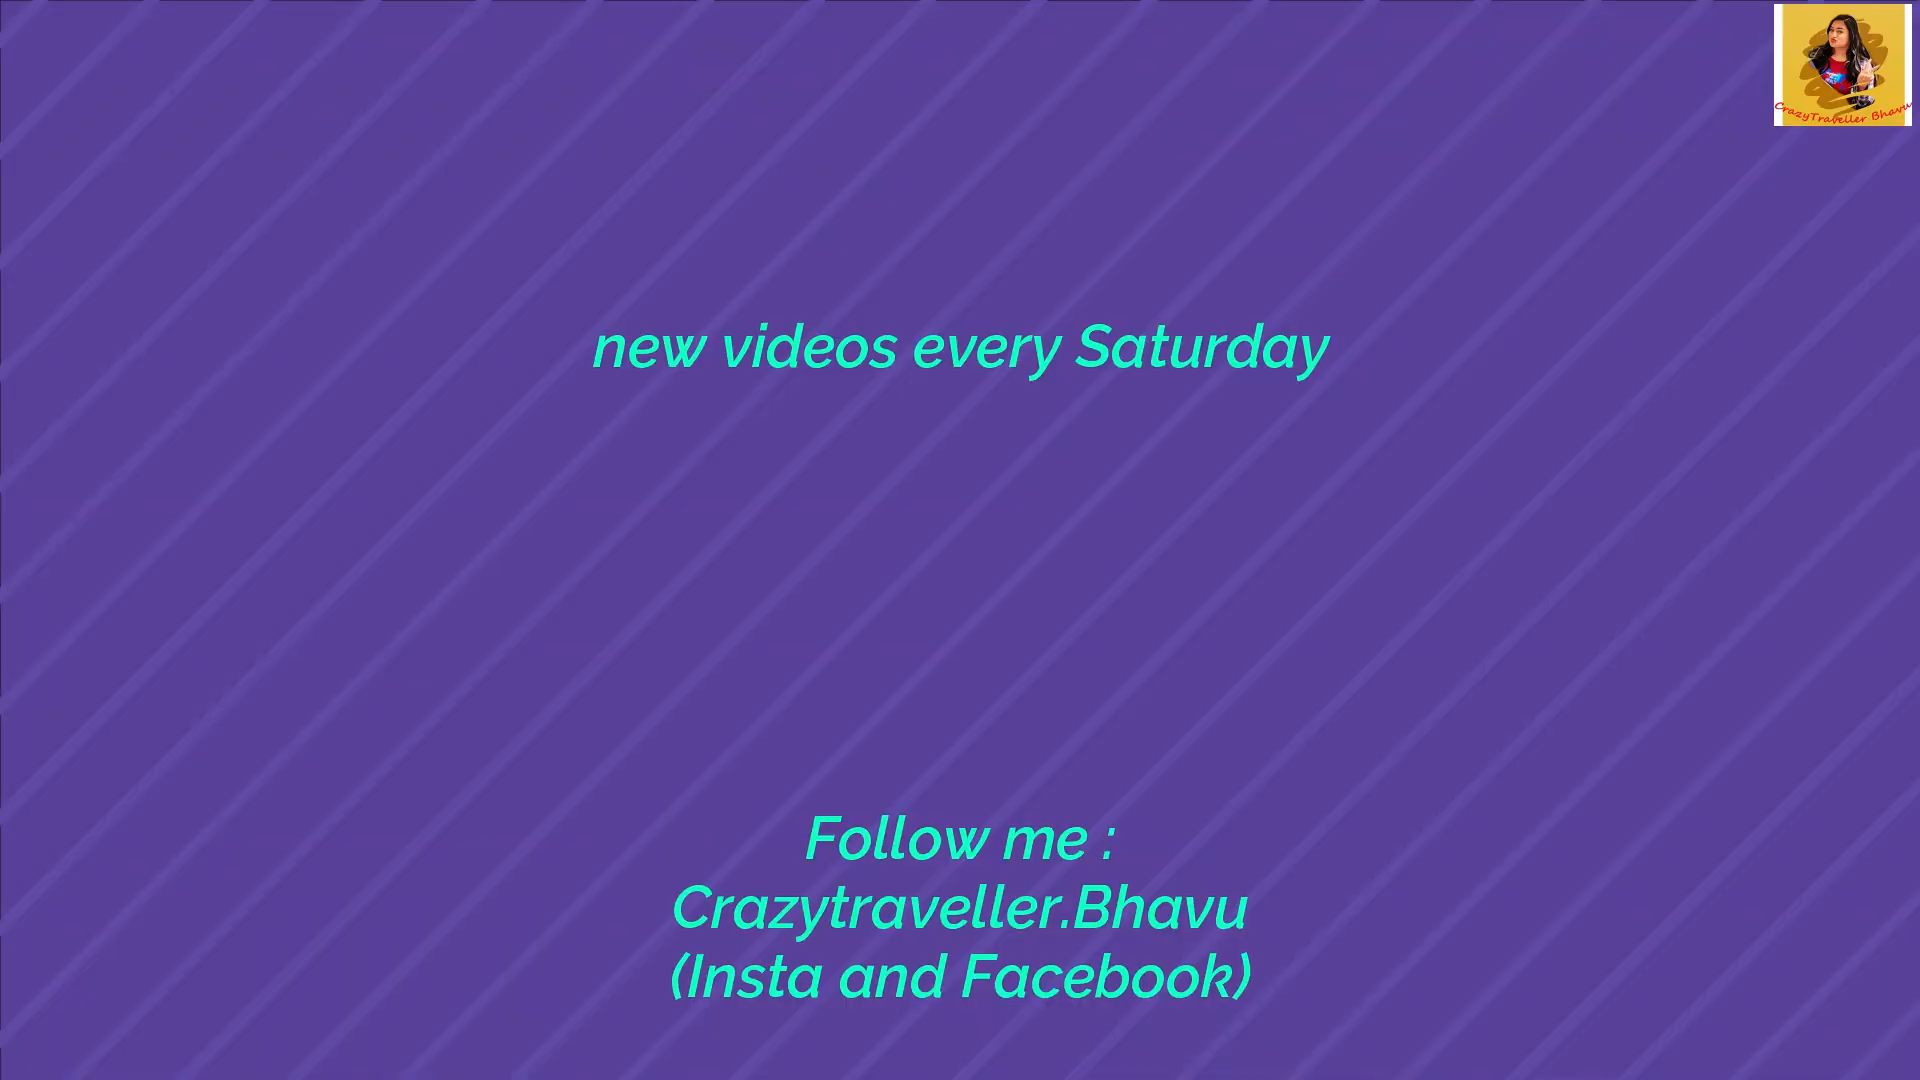 CrazyTraveller Bhavu
new videos every Saturday
Follow me :
Crazytraveller.Bhavu
(Insta and Facebook)